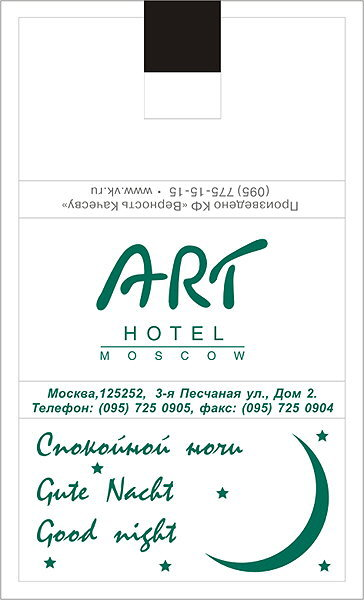 Произведено КФ «Верность Качесву»
(095) 775-15-15 • www.vk.ru
ART
HOTEL
MOSCOW
Москва,125252, 3-я Песчаная ул., Дом 2.
Телефон: (095) 725 0905, факс: (095) 725 0904
Спокойной ночи
Gute Nacht
Good night